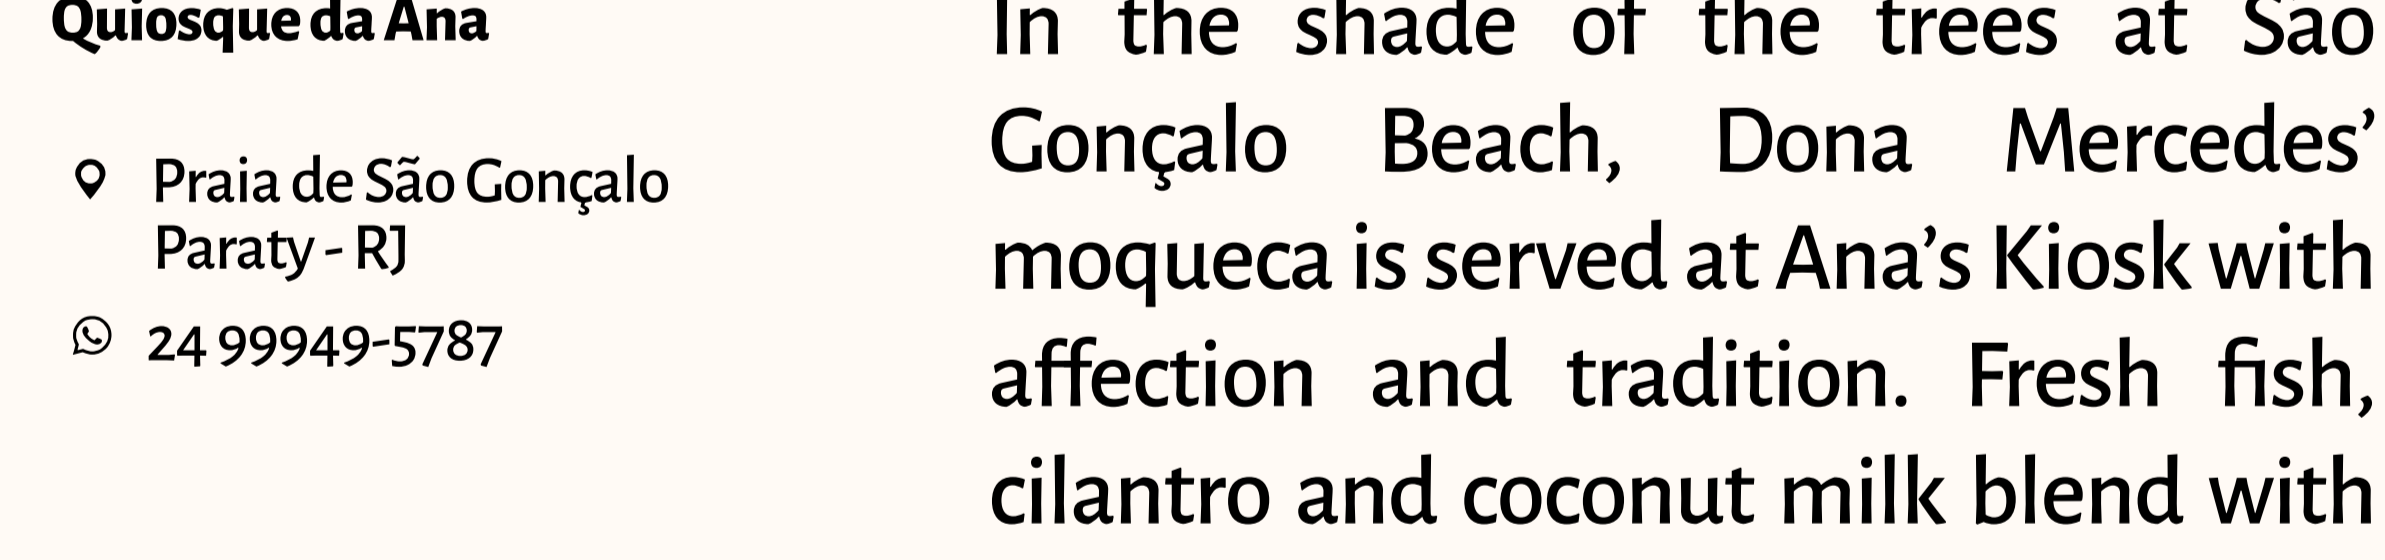 Quiosque da Ana
Praia de São Gonçalo
Paraty - RJ
24 99949-5787
In the shade of the trees at São
Gonçalo Beach, Dona Mercedes’
moqueca is served at Ana’s Kiosk with
affection and tradition. Fresh fish,
cilantro and coconut milk blend with